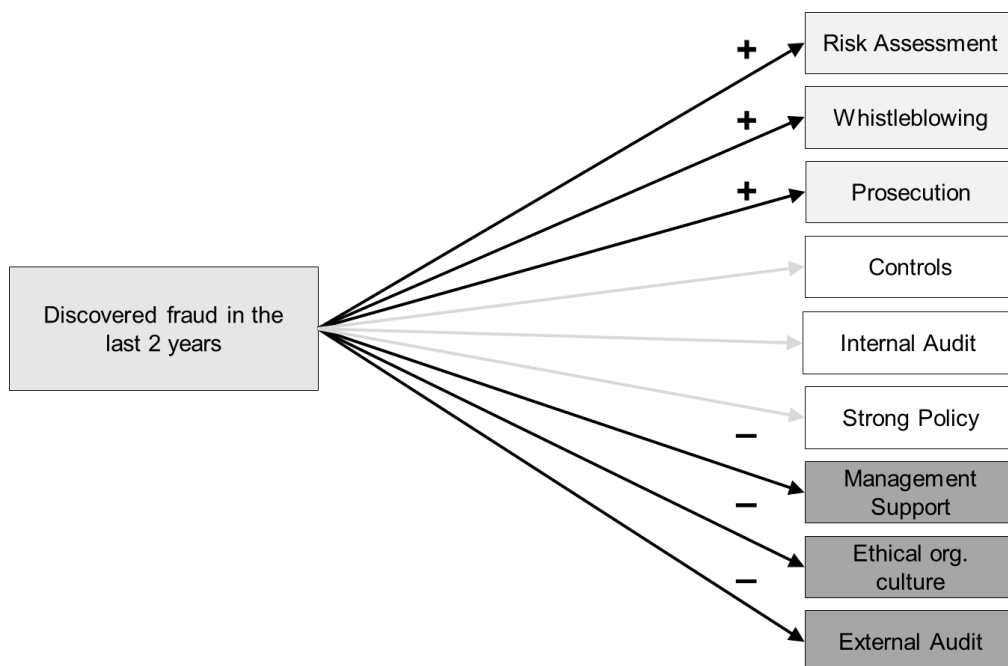 Risk Assessment
+
Whistleblowing
+
Prosecution
+
Controls
Discovered fraud in the
last 2 years
Internal Audit
Strong Policy
–
Management
Support
–
Ethical org.
culture
–
External Audit